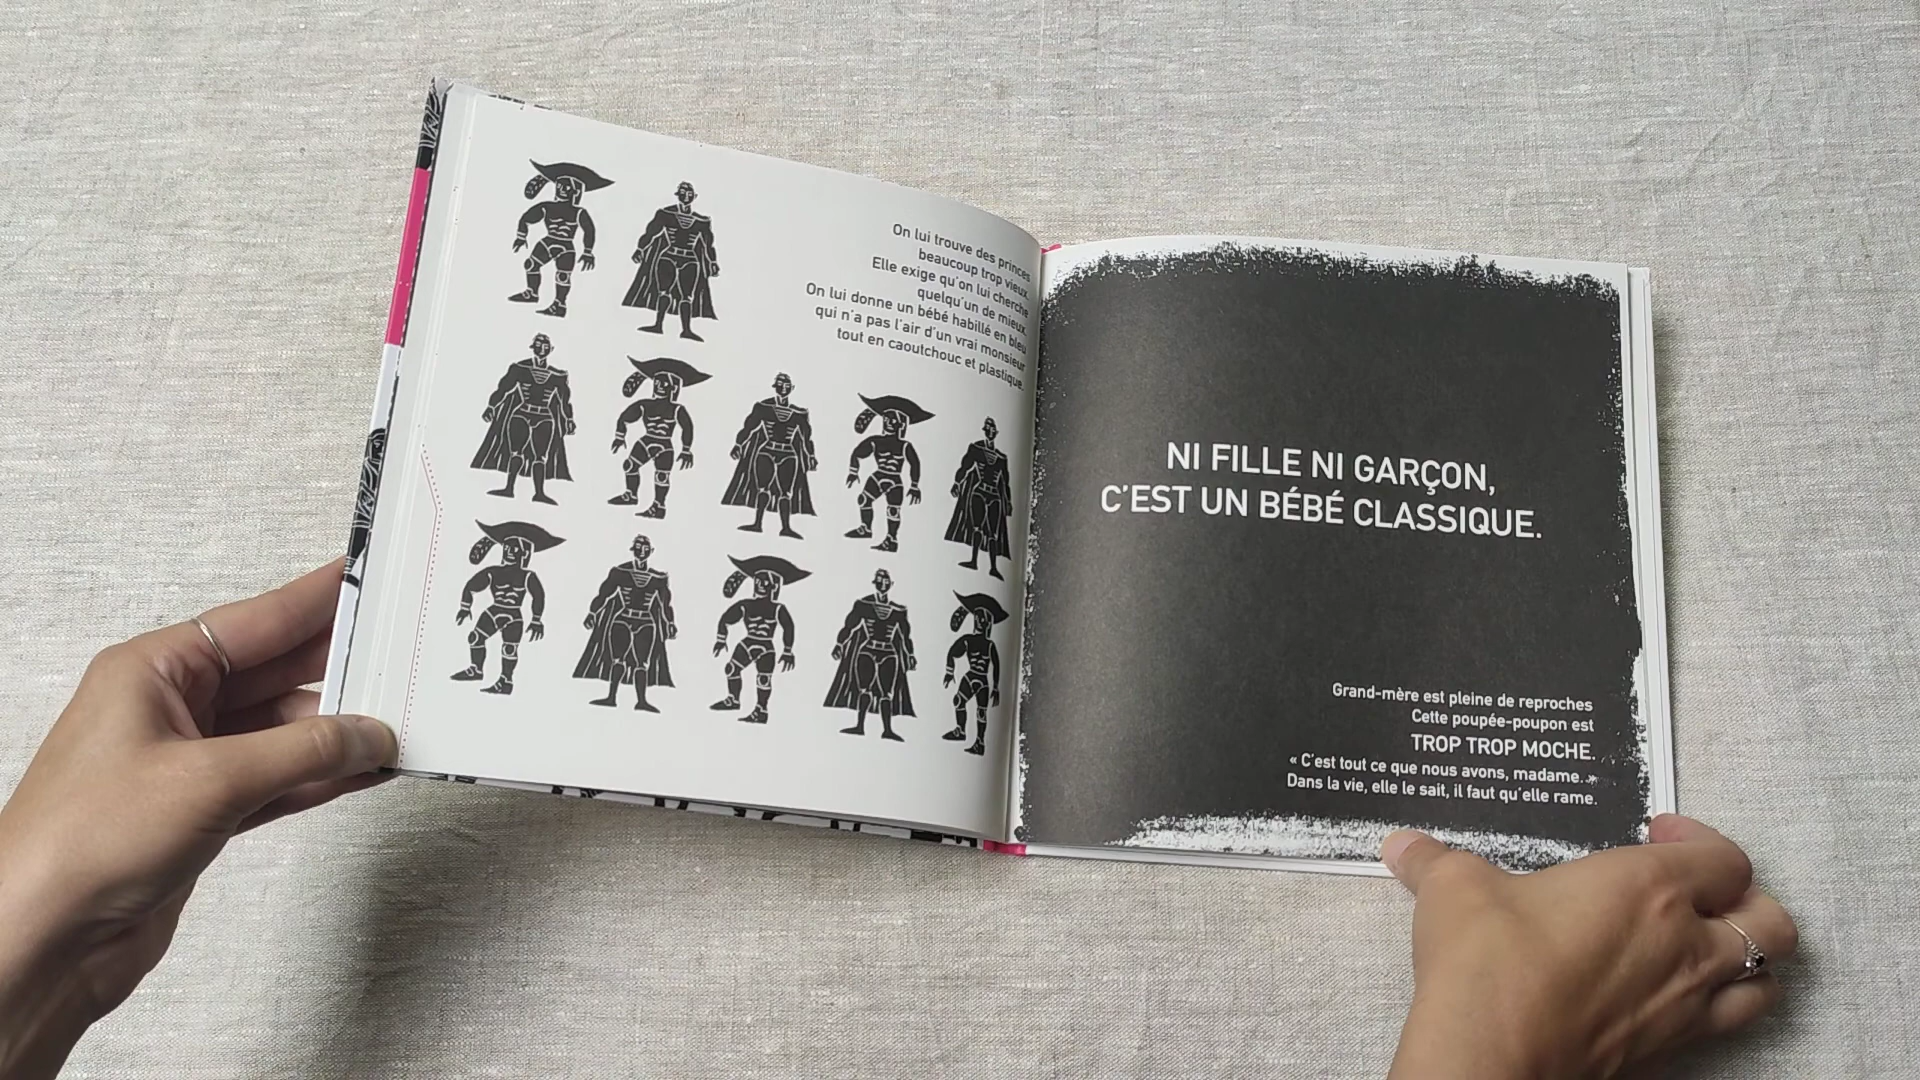 On lui trouve des princes
beaucoup trop vieux.
Elle exige qu'on lui cherche
quelqu'un de mieux.
On lui donne un bébé habillé en bleu
qui n'a pas l'air d'un vrai monsieur
tout en caoutchouc et plastique.
NI FILLE NI GARÇON,
C'EST UN BÉBÉ CLASSIQUE.
Grand-mère est pleine de reproches
Cette poupée-poupon est
TROP TROP MOCHE.
« C'est tout ce que nous avons, madame. »
Dans la vie, elle le sait, il faut qu'elle rame.